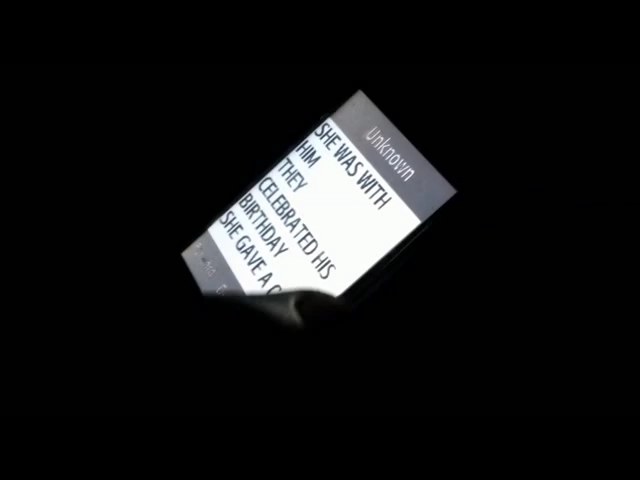 Unknown
SHE WAS WITH
HIM
THEY
CELEBRATED HIS
BIRTHDAY
SHE GAVE A